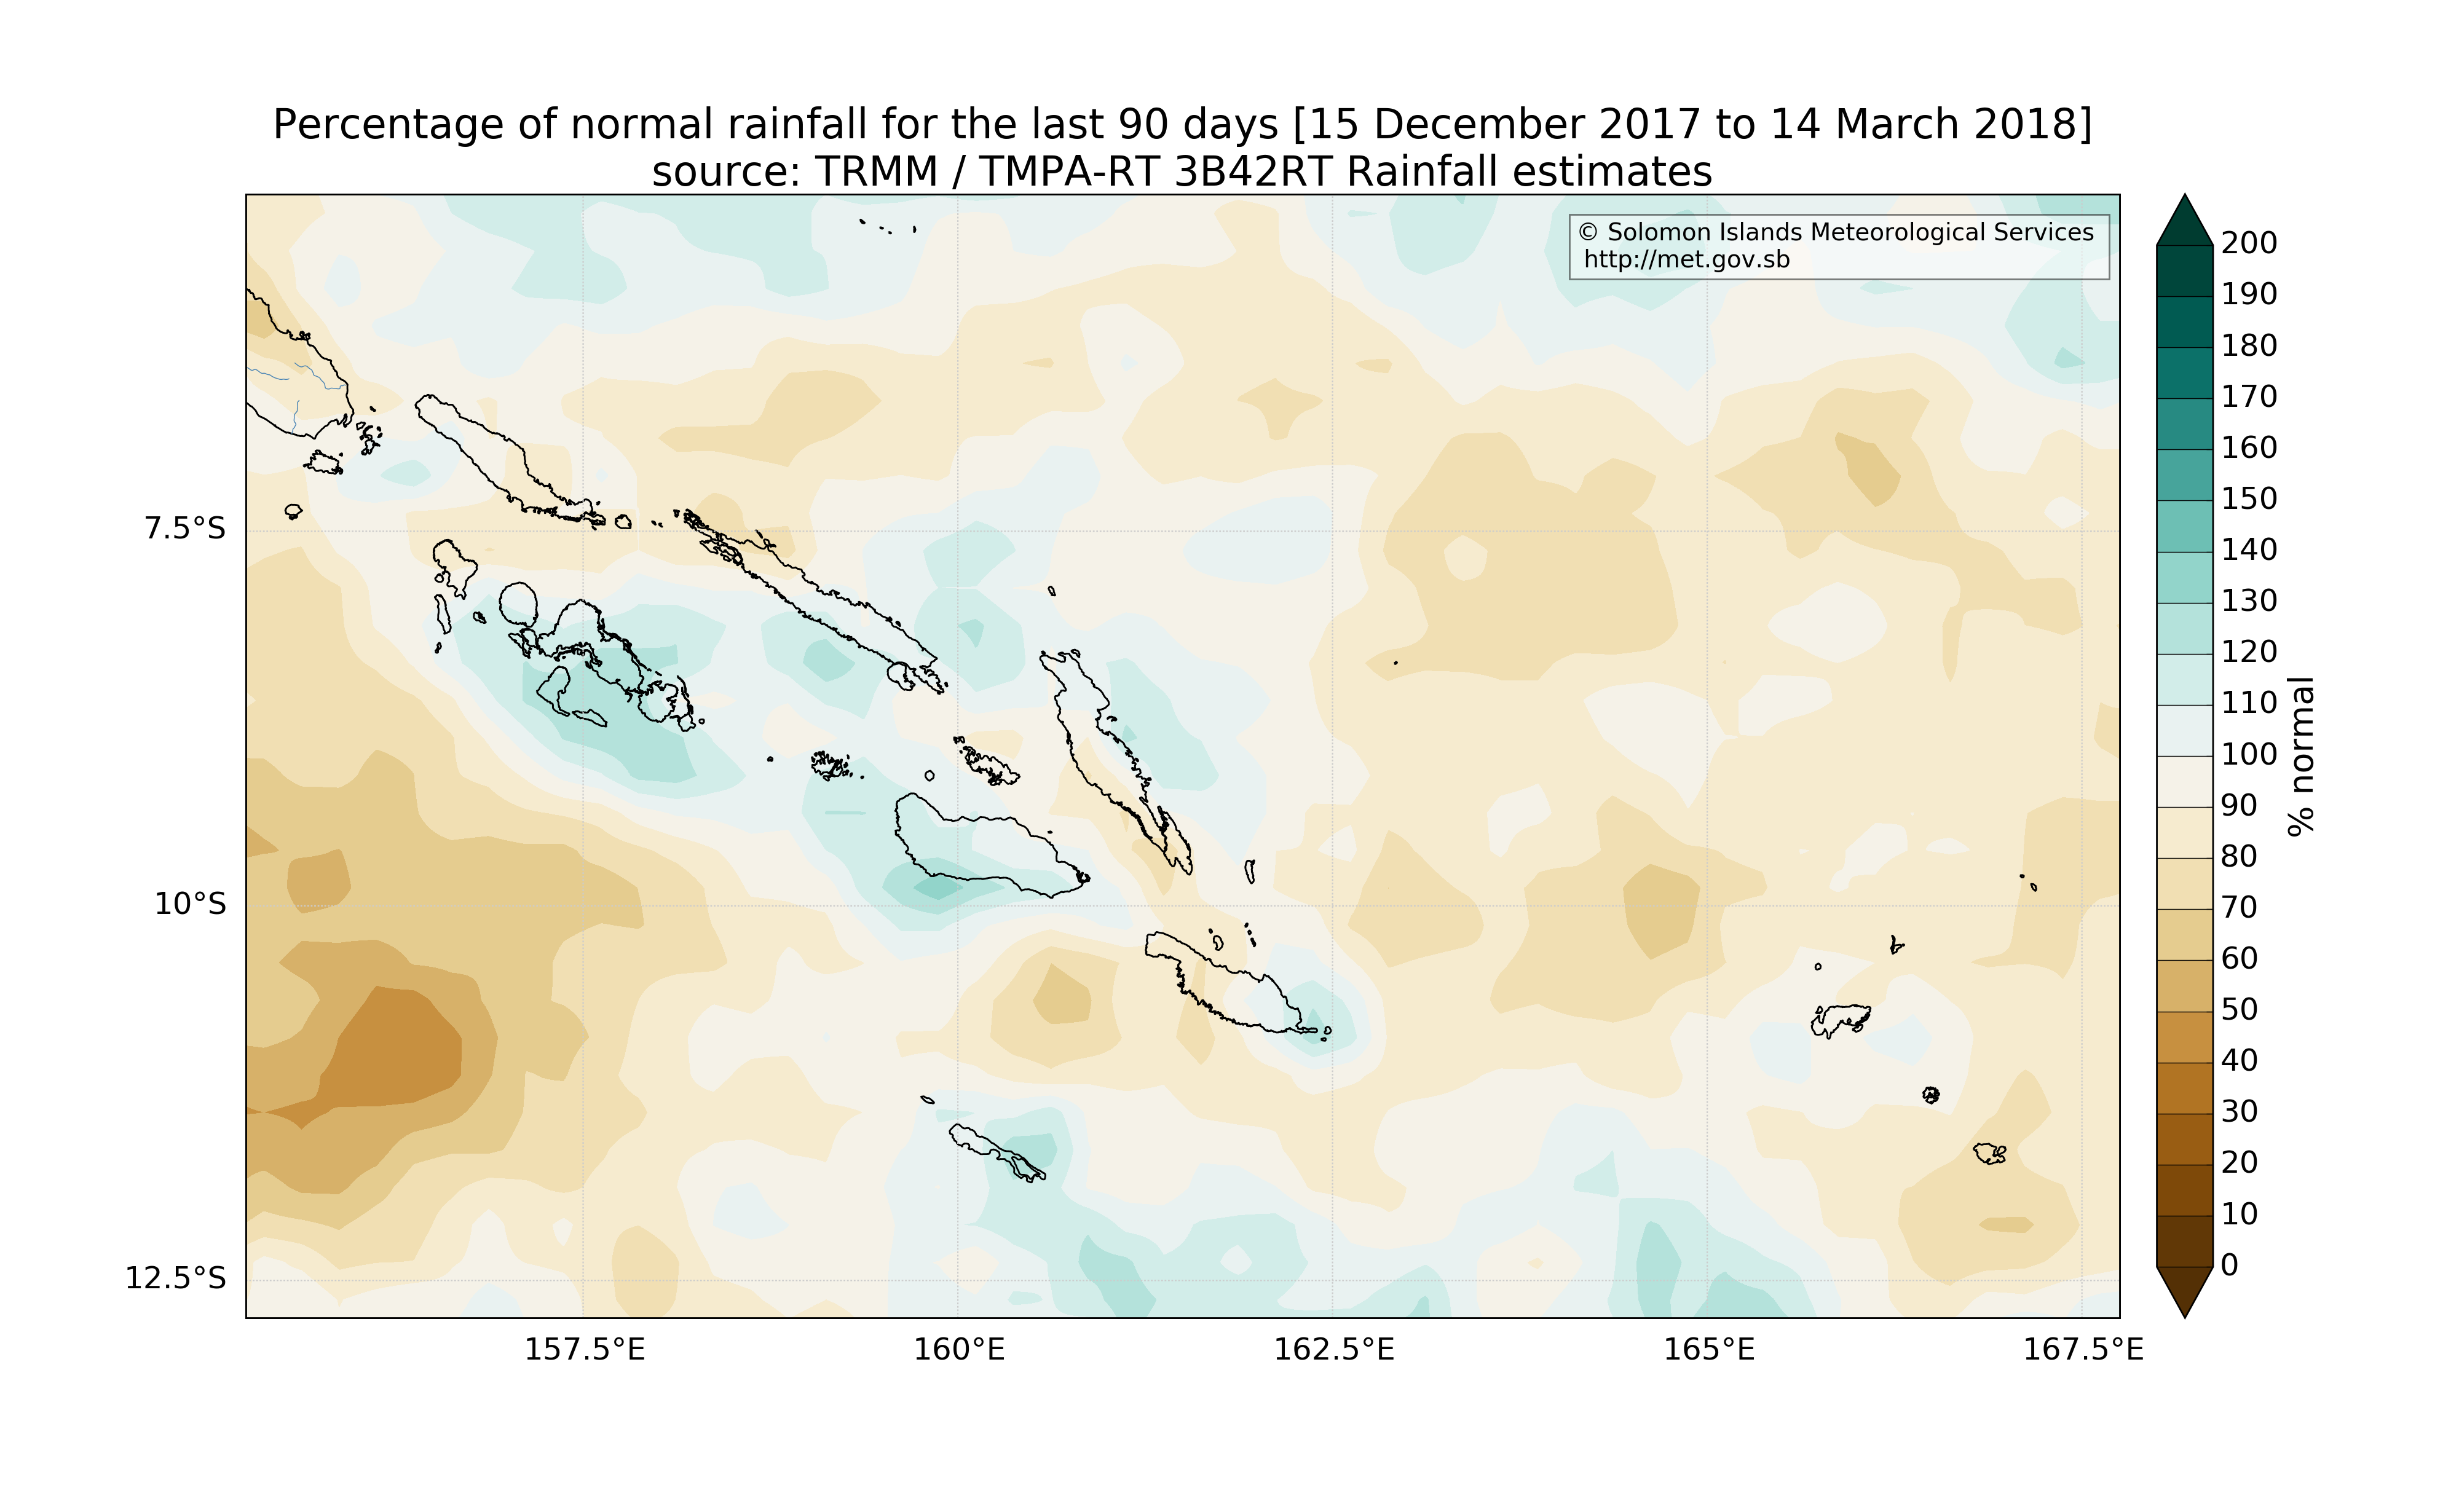 Percentage of normal rainfall for the last 90 days [15 December 2017 to 14 March 2018]
source: TRMM / TMPA-RT 3B42RT Rainfall estimates
© Solomon Islands Meteorological Services
http://met.gov.sb
7.5°S
10°S
12.5°S
157.5°E
160°E
162.5°E
165°E
167.5°E
200
190
180
170
160
150
140
130
120
110
100
90
80
70
60
50
40
30
20
10
0
% normal